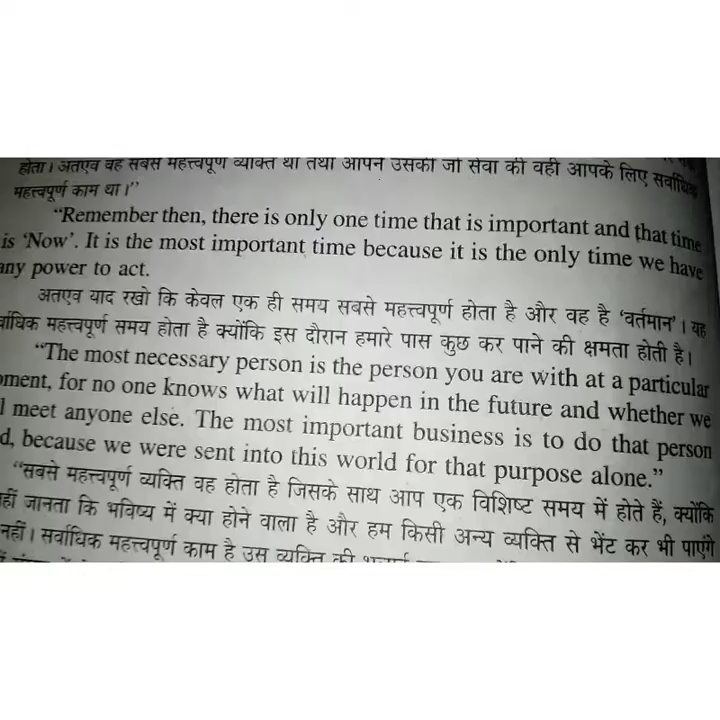 होता। अतएव वह सबसे महत्त्वपूर्ण व्यक्ति था तथा आपने उसकी जो सेवा की वही आपके लिए सर्वाधिक
महत्त्वपूर्ण काम था।”
“Remember then, there is only one time that is important and that time
is ‘Now’. It is the most important time because it is the only time we have
any power to act.
अतएव याद रखो कि केवल एक ही समय सबसे महत्त्वपूर्ण होता है और वह है ‘वर्तमान’। यह
र्वाधिक महत्त्वपूर्ण समय होता है क्योंकि इस दौरान हमारे पास कुछ कर पाने की क्षमता होती है।
“The most necessary person is the person you are with at a particular
oment, for no one knows what will happen in the future and whether we
l meet anyone else. The most important business is to do that person
d, because we were sent into this world for that purpose alone.”
“सबसे महत्त्वपूर्ण व्यक्ति वह होता है जिसके साथ आप एक विशिष्ट समय में होते हैं, क्योंकि
हीं जानता कि भविष्य में क्या होने वाला है और हम किसी अन्य व्यक्ति से भेंट कर भी पाएंगे
नहीं। सर्वाधिक महत्त्वपूर्ण काम है उस व्यक्ति की